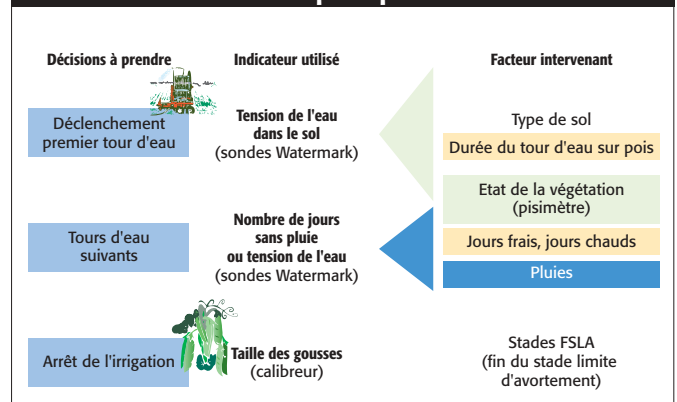 Décisions à prendre
Indicateur utilisé
Facteur intervenant
Déclenchement
premier tour d'eau
Tension de l'eau
dans le sol
(sondes Watermark)
Type de sol
Durée du tour d'eau sur pois
Etat de la végétation
(pisimètre)
Tours d'eau
suivants
Nombre de jours
sans pluie
ou tension de l'eau
(sondes Watermark)
Jours frais, jours chauds
Pluies
Arrêt de l'irrigation
Taille des gousses
(calibreur)
Stades FSLA
(fin du stade limite
d'avortement)